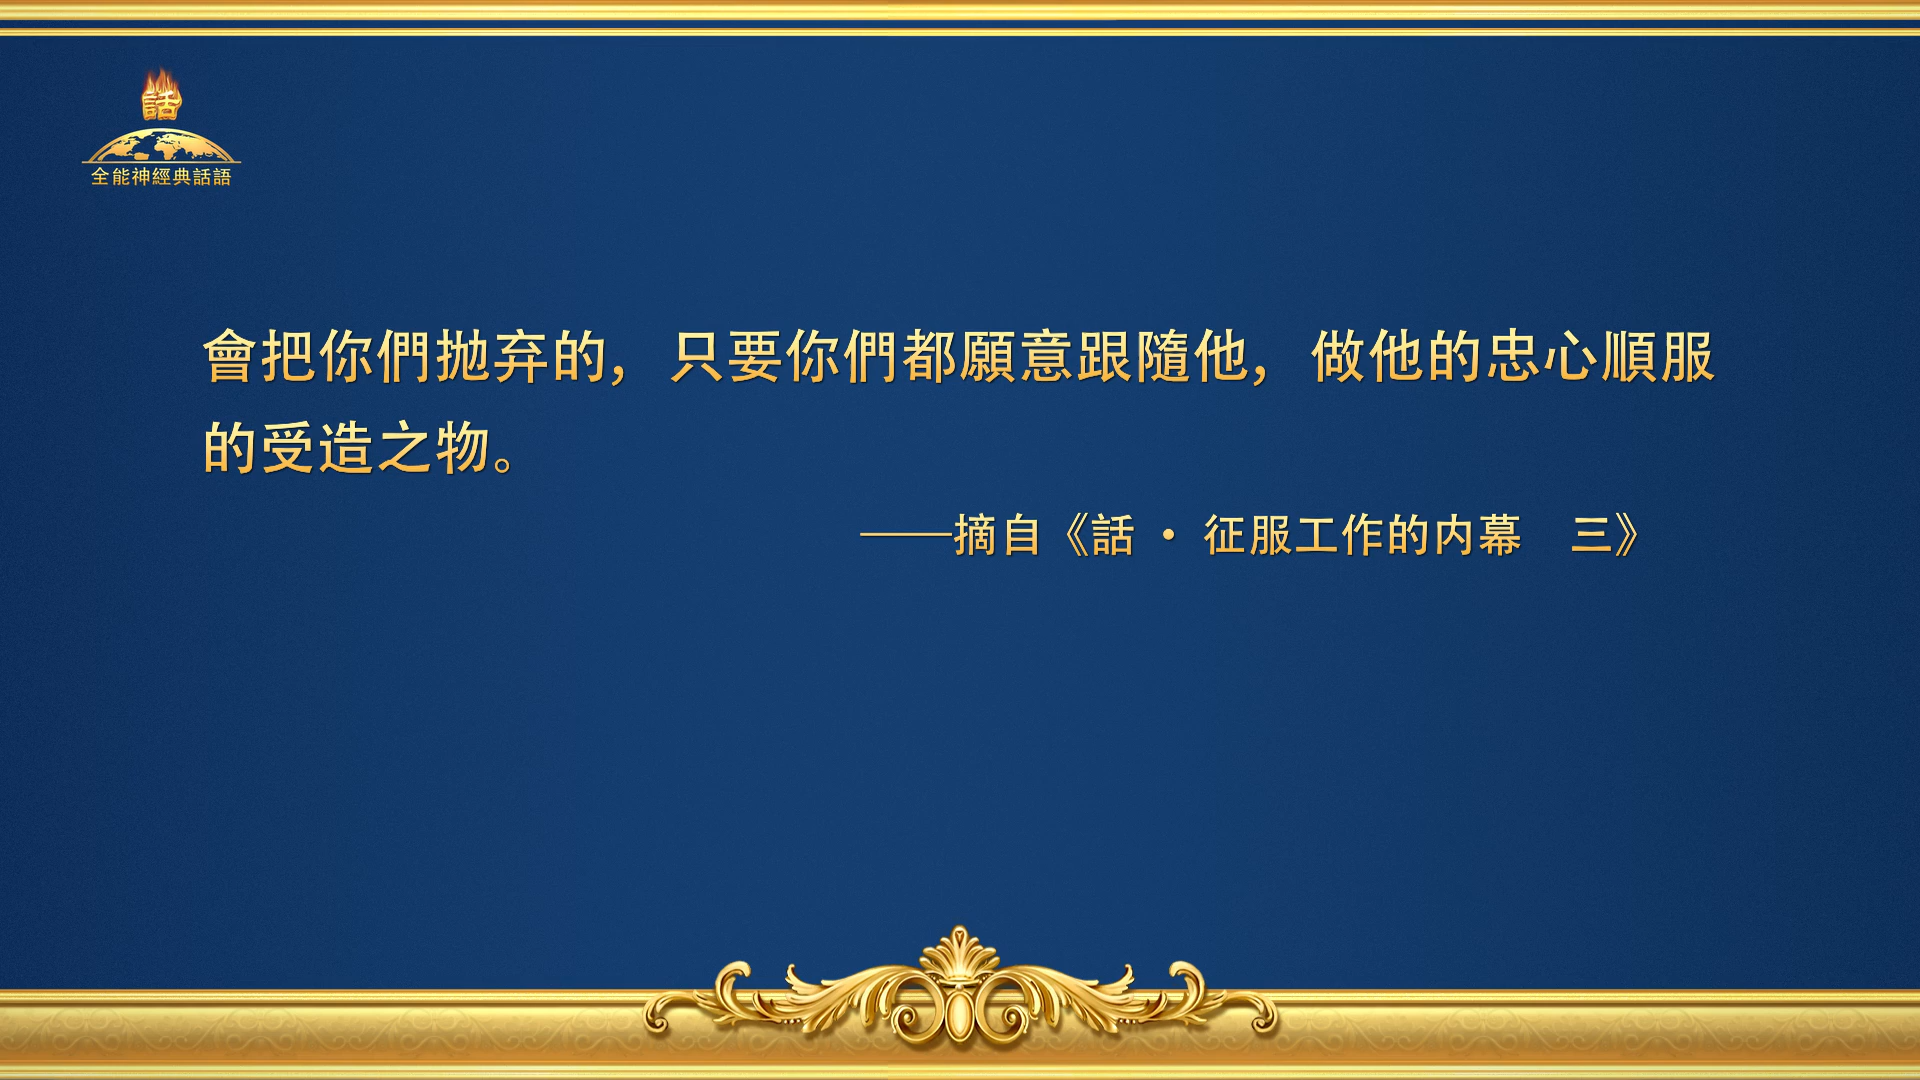 話
全能神經典話語
會把你們拋弃的，只要你們都願意跟隨他，做他的忠心順服
的受造之物。
——摘自《話 · 征服工作的内幕　三》